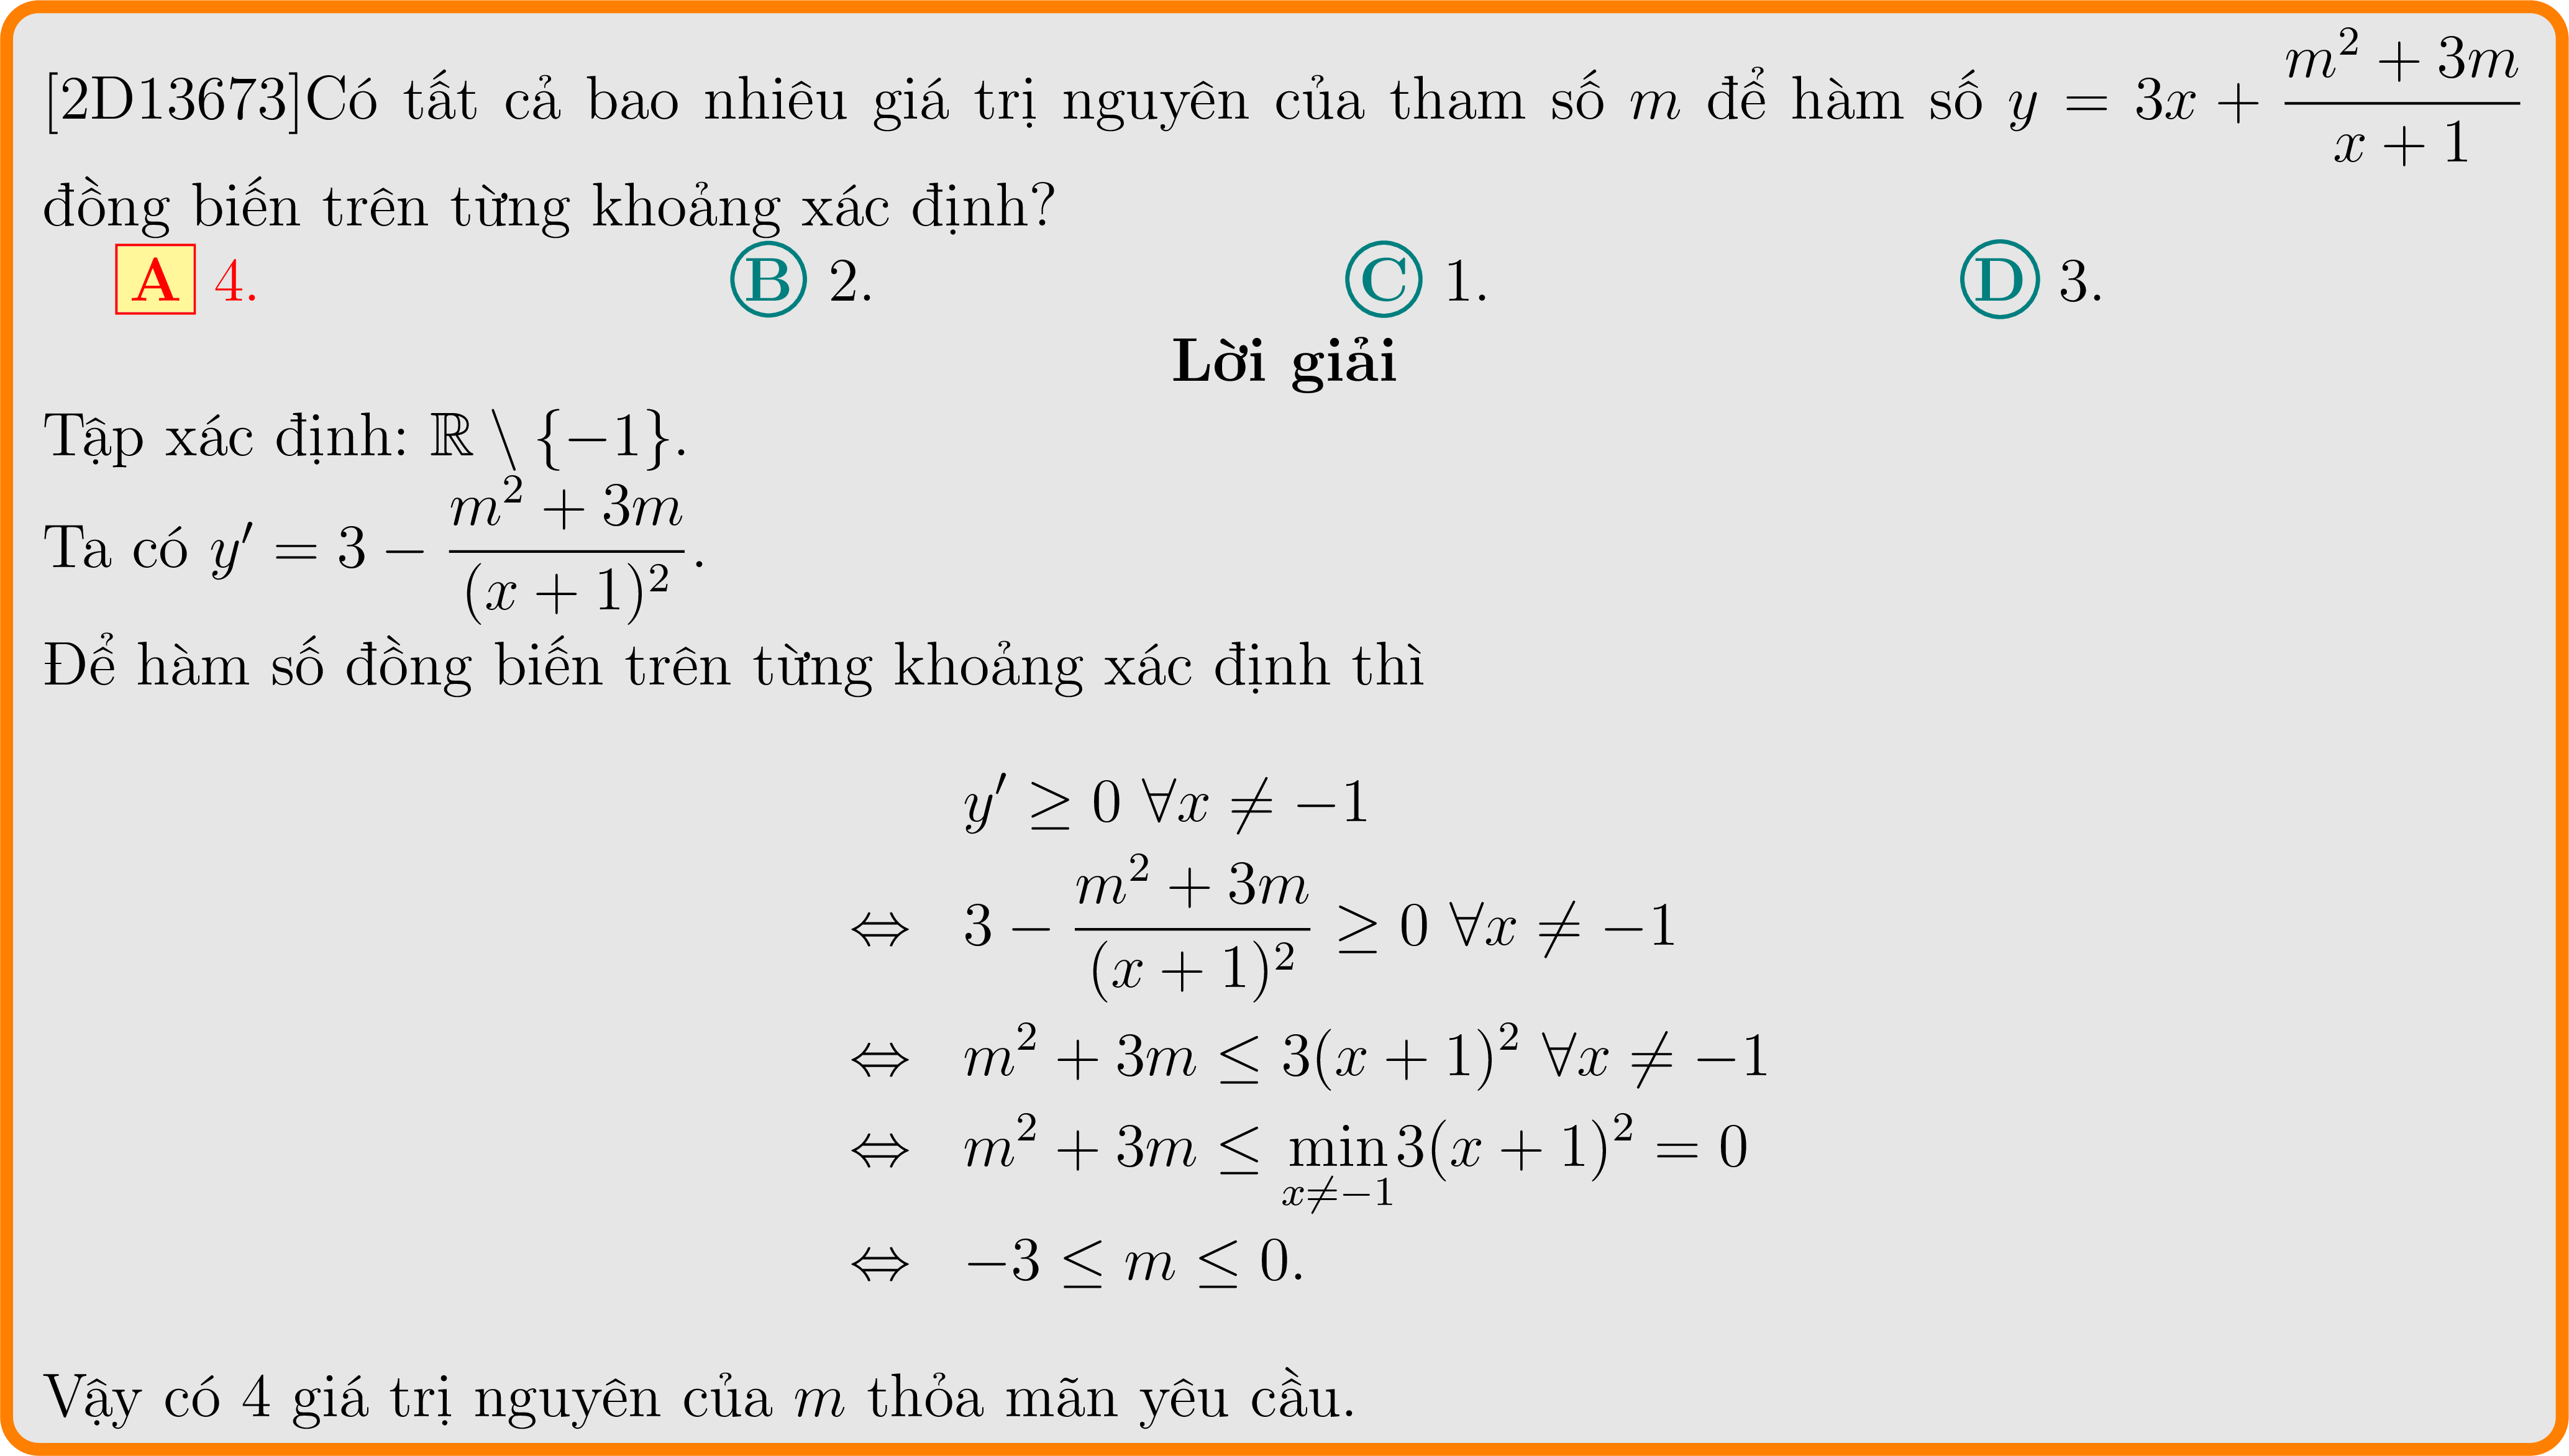 [2D13673]Có tất cả bao nhiêu giá trị nguyên của tham số $m$ để hàm số $y = 3x + \dfrac{m^2 + 3m}{x + 1}$
đồng biến trên từng khoảng xác định?
A 4. B 2. C 1. D 3.
Lời giải
Tập xác định: $\mathbb{R} \setminus \{-1\}$.
Ta có $y' = 3 - \dfrac{m^2 + 3m}{(x + 1)^2}$.
Để hàm số đồng biến trên từng khoảng xác định thì
$y' \geq 0 \ \forall x \neq -1$
$\Leftrightarrow 3 - \dfrac{m^2 + 3m}{(x + 1)^2} \geq 0 \ \forall x \neq -1$
$\Leftrightarrow m^2 + 3m \leq 3(x + 1)^2 \ \forall x \neq -1$
$\Leftrightarrow m^2 + 3m \leq \min\limits_{x \neq -1} 3(x + 1)^2 = 0$
$\Leftrightarrow -3 \leq m \leq 0.$
Vậy có 4 giá trị nguyên của $m$ thỏa mãn yêu cầu.